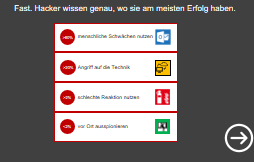 Fast. Hacker wissen genau, wo sie am meisten Erfolg haben.
menschliche Schwächen nutzen
Angriff auf die Technik
schlechte Reaktion nutzen
vor Ort ausspionieren